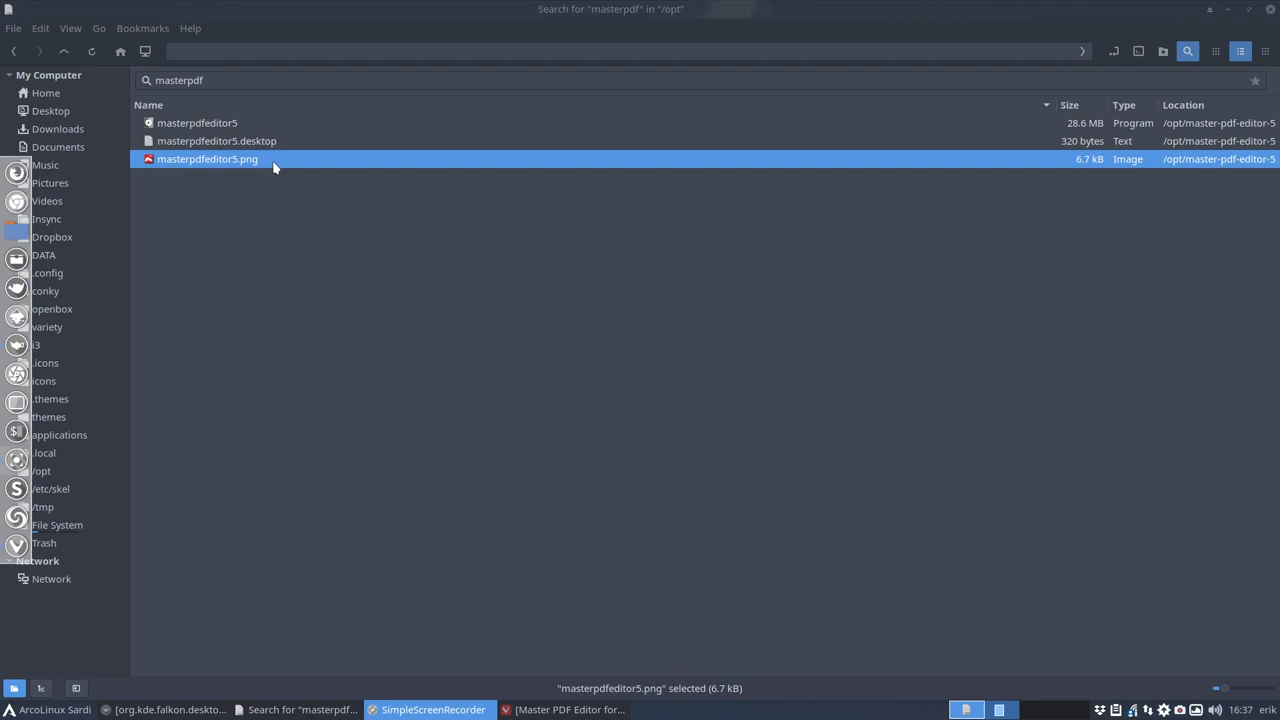 Search for "masterpdf" in "/opt"
File Edit View Go Bookmarks Help
masterpdf
My Computer
Home
Desktop
Downloads
Documents
Music
Pictures
Videos
Insync
Dropbox
DATA
.config
conky
openbox
variety
i3
.icons
icons
.themes
themes
applications
.local
/opt
/etc/skel
/tmp
File System
Trash
Network
Network
Name Size Type Location
masterpdfeditor5 28.6 MB Program /opt/master-pdf-editor-5
masterpdfeditor5.desktop 320 bytes Text /opt/master-pdf-editor-5
masterpdfeditor5.png 6.7 kB Image /opt/master-pdf-editor-5
"masterpdfeditor5.png" selected (6.7 kB)
ArcoLinux Sardi [org.kde.falkon.deskto... Search for "masterpdf... SimpleScreenRecorder [Master PDF Editor for... 16:37 erik